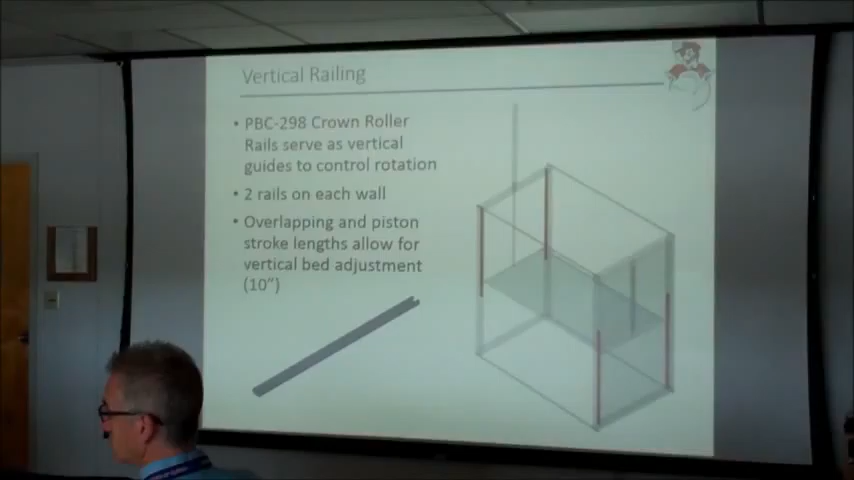 Vertical Railing
• PBC-298 Crown Roller
Rails serve as vertical
guides to control rotation
• 2 rails on each wall
• Overlapping and piston
stroke lengths allow for
vertical bed adjustment
(10”)